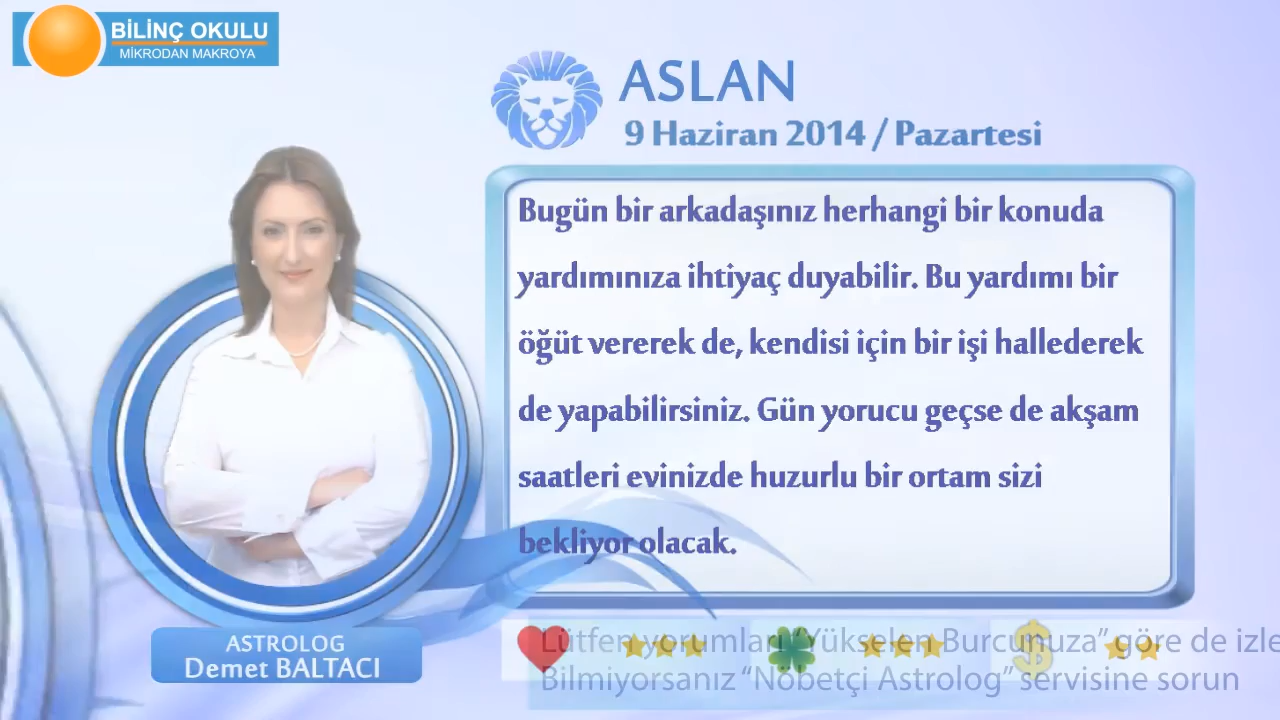 BİLİNÇ OKULU
MİKRODAN MAKROYA
ASLAN
9 Haziran 2014 / Pazartesi
Bugün bir arkadaşınız herhangi bir konuda
yardımınıza ihtiyaç duyabilir. Bu yardımı bir
öğüt vererek de, kendisi için bir işi hallederek
de yapabilirsiniz. Gün yorucu geçse de akşam
saatleri evinizde huzurlu bir ortam sizi
bekliyor olacak.
ASTROLOG
Demet BALTACI
Lütfen yorumları "Yükselen Burcunuza" göre de izle
Bilmiyorsanız "Nöbetçi Astrolog" servisine sorun